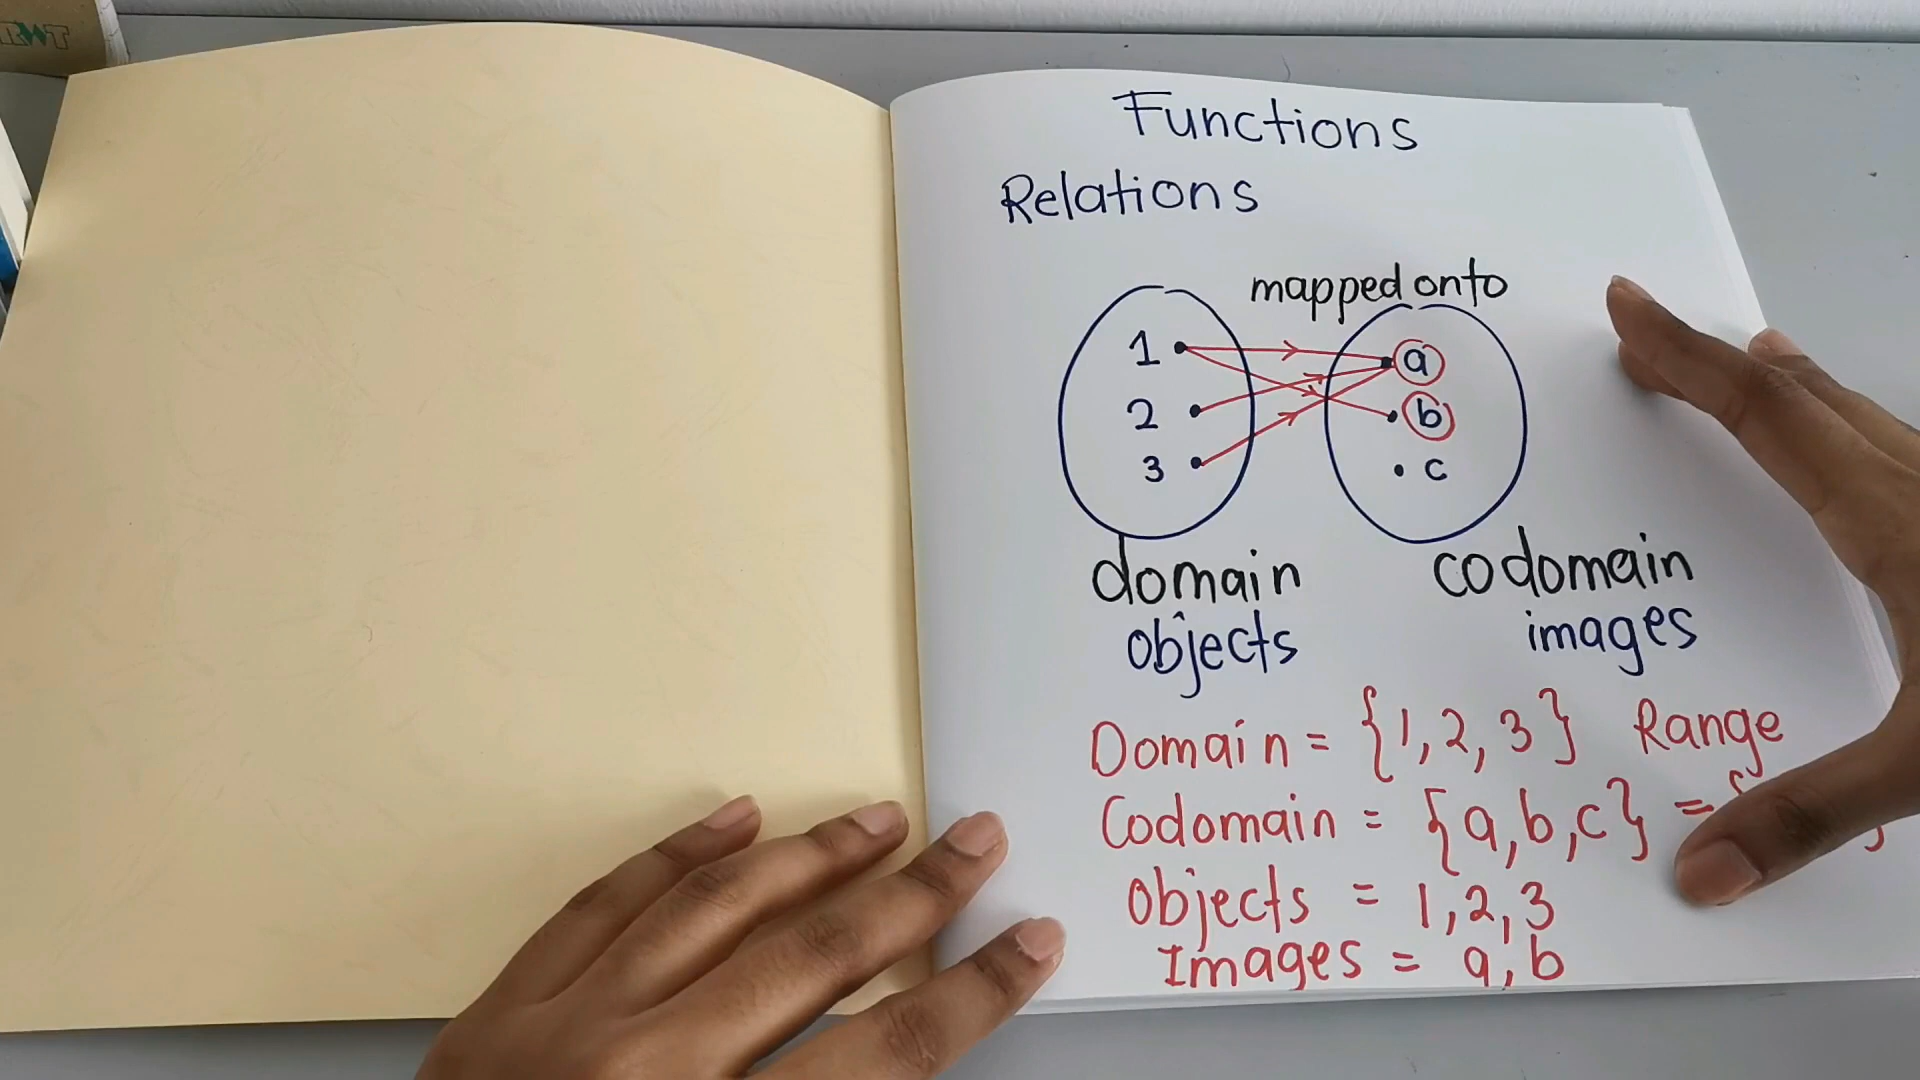 Functions
Relations
mapped onto
1 a
2 b
3 c
domain codomain
objects images
Domain = {1, 2, 3} Range
Codomain = {a, b, c} =
Objects = 1, 2, 3
Images = a, b